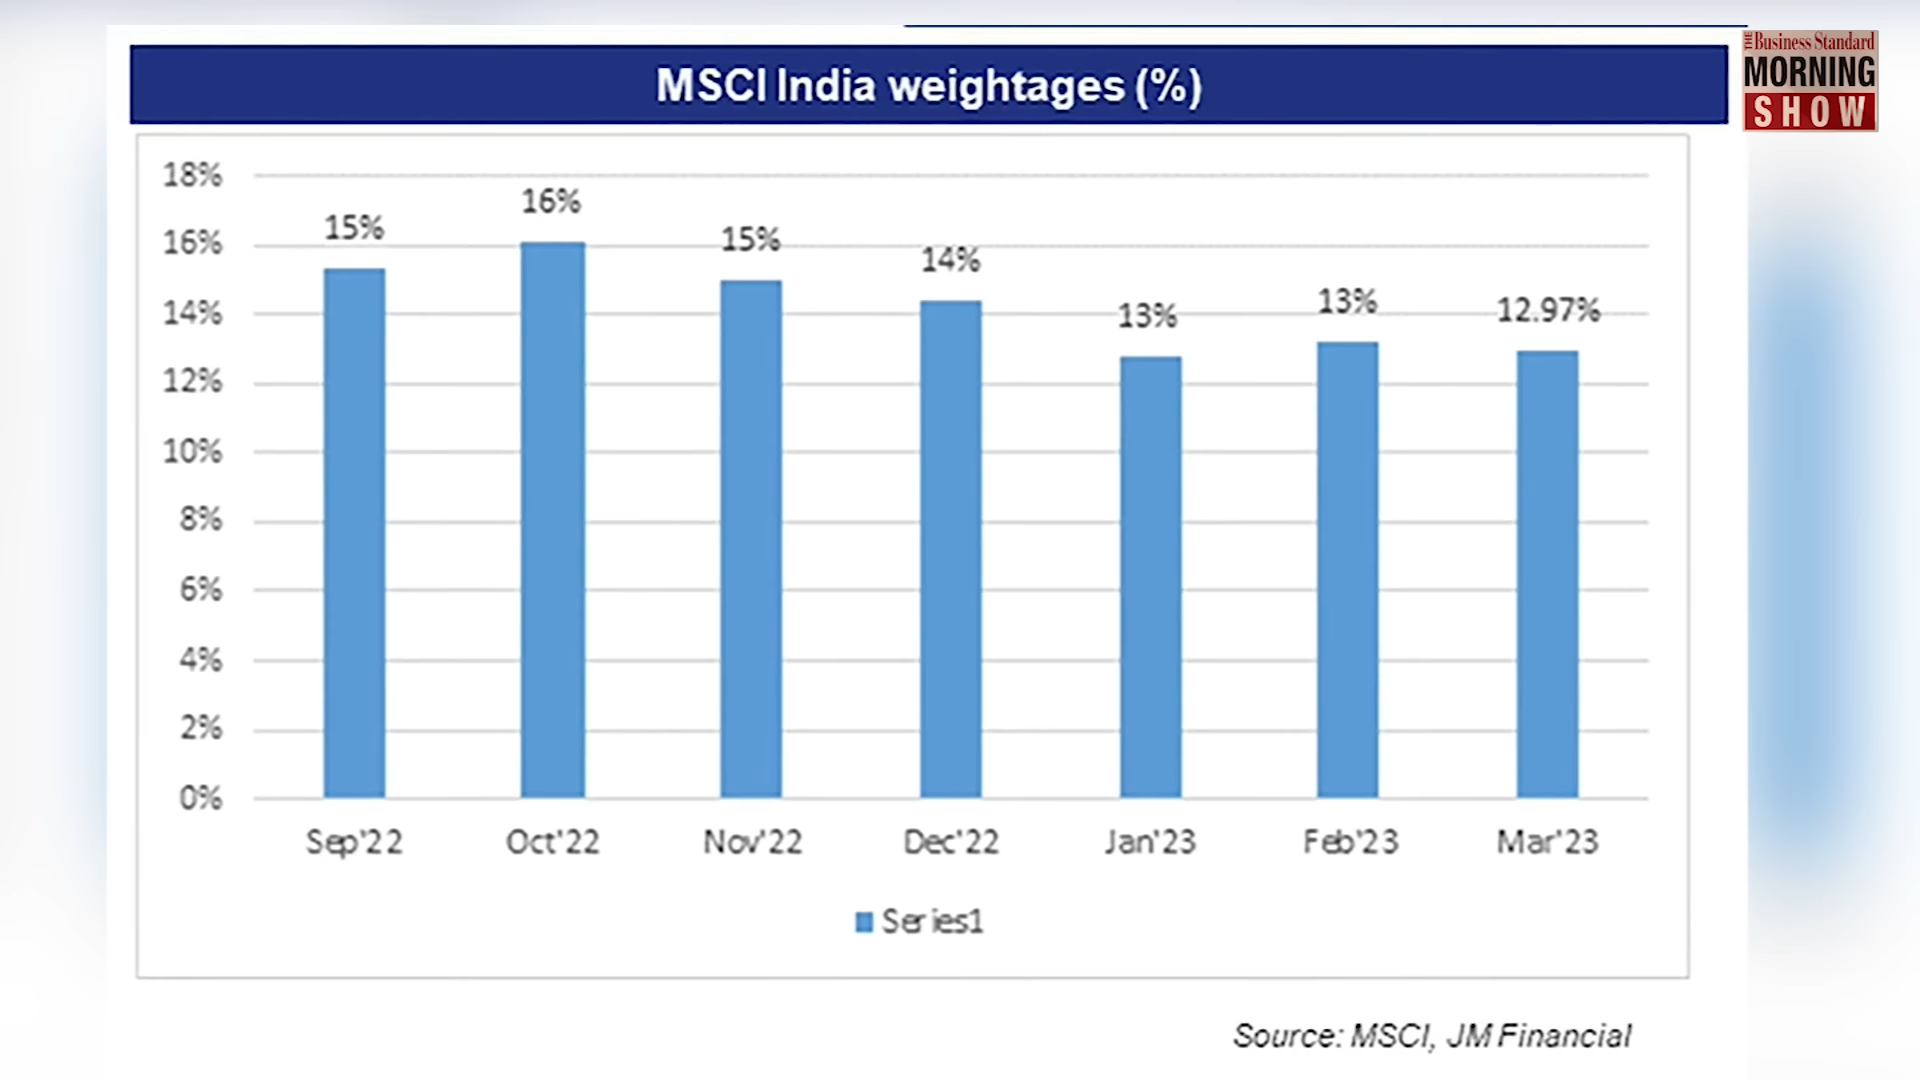 MSCI India weightages (%)
THE Business Standard
MORNING
SHOW
18%
16%
14%
12%
10%
8%
6%
4%
2%
0%
15%
16%
15%
14%
13%
13%
12.97%
Sep'22
Oct'22
Nov'22
Dec'22
Jan'23
Feb'23
Mar'23
Series1
Source: MSCI, JM Financial